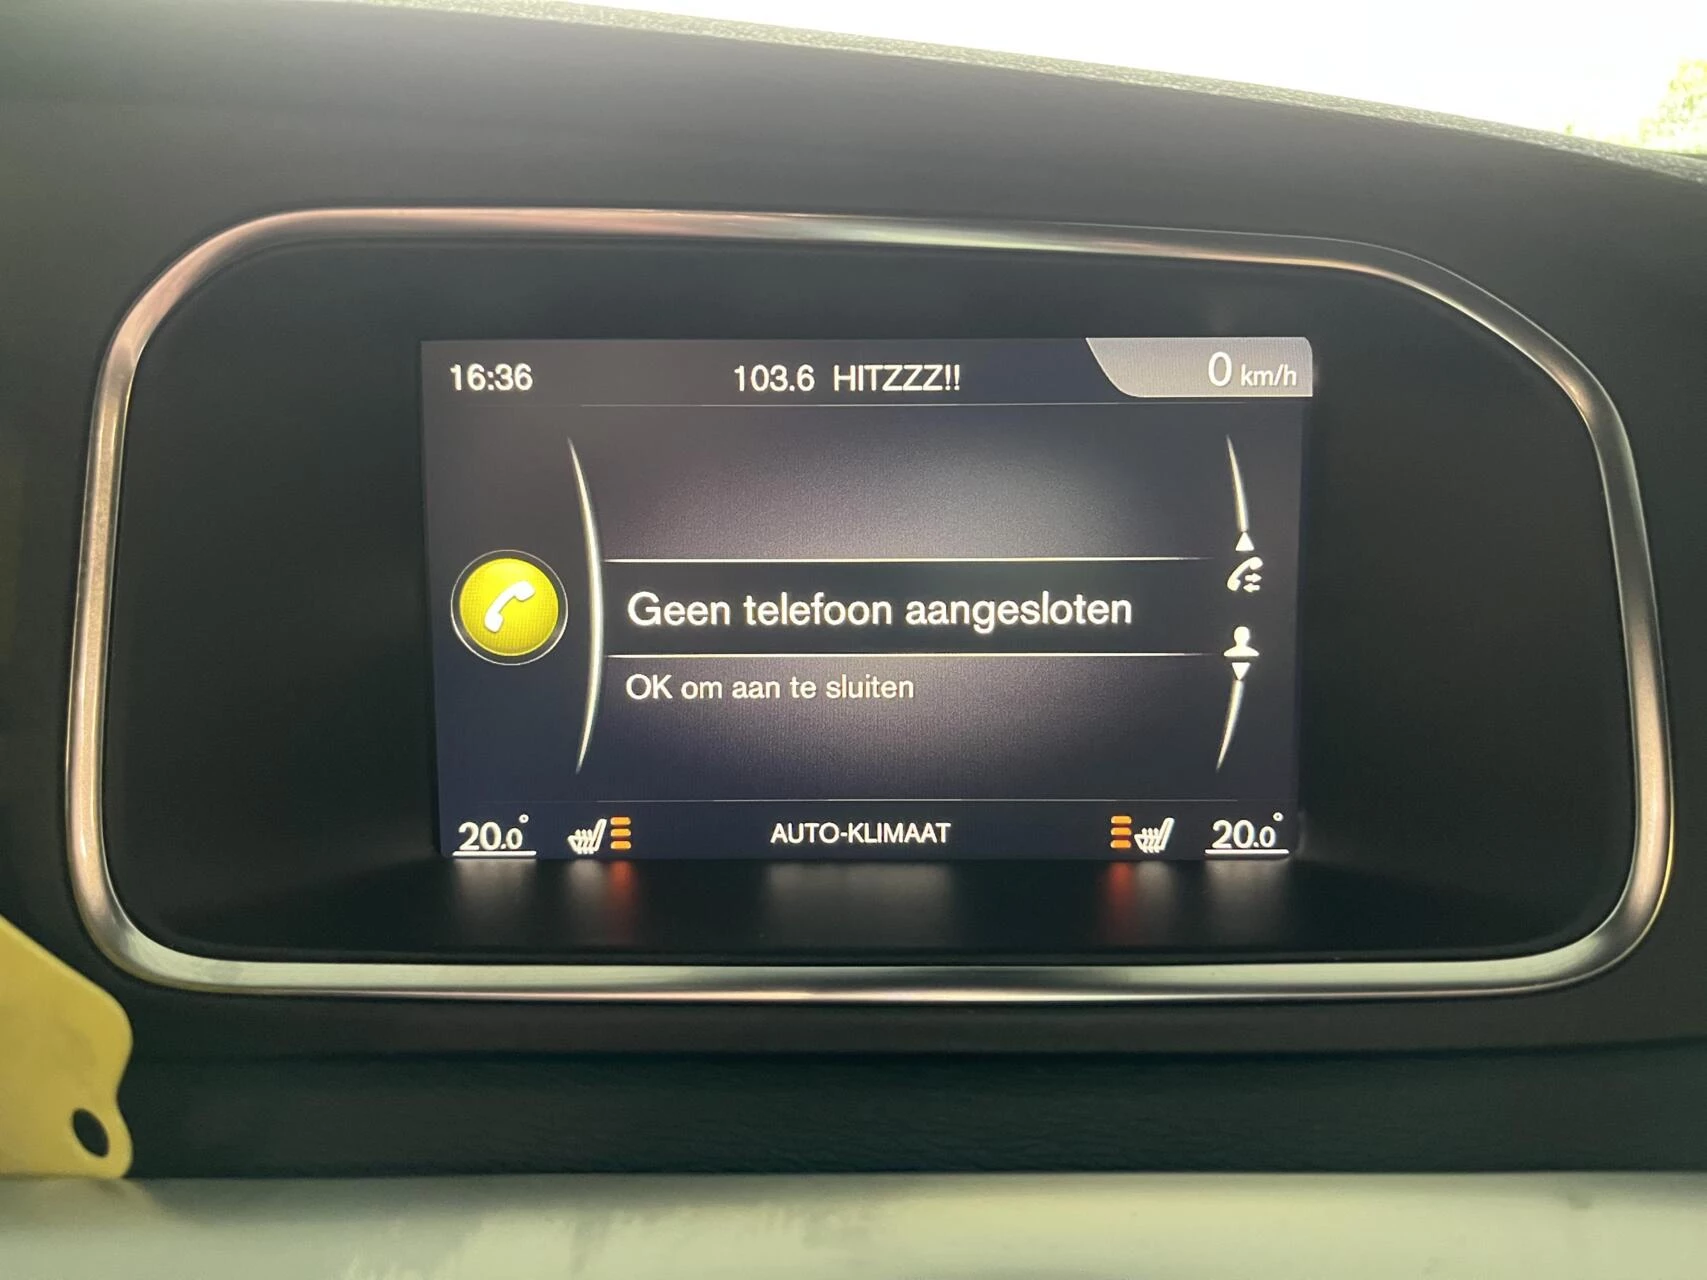 16:36 103.6 HITZZZ!! 0 km/h
Geen telefoon aangesloten
OK om aan te sluiten
20.0° AUTO-KLIMAAT 20.0°